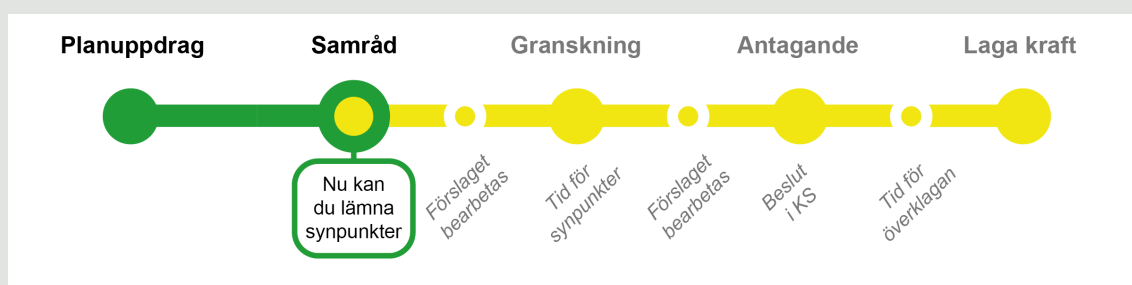 Planuppdrag
Samråd
Granskning
Antagande
Laga kraft
Nu kan
du lämna
synpunkter
Förslaget
bearbetas
Tid för
synpunkter
Förslaget
bearbetas
Beslut
i KS
Tid för
överklagan